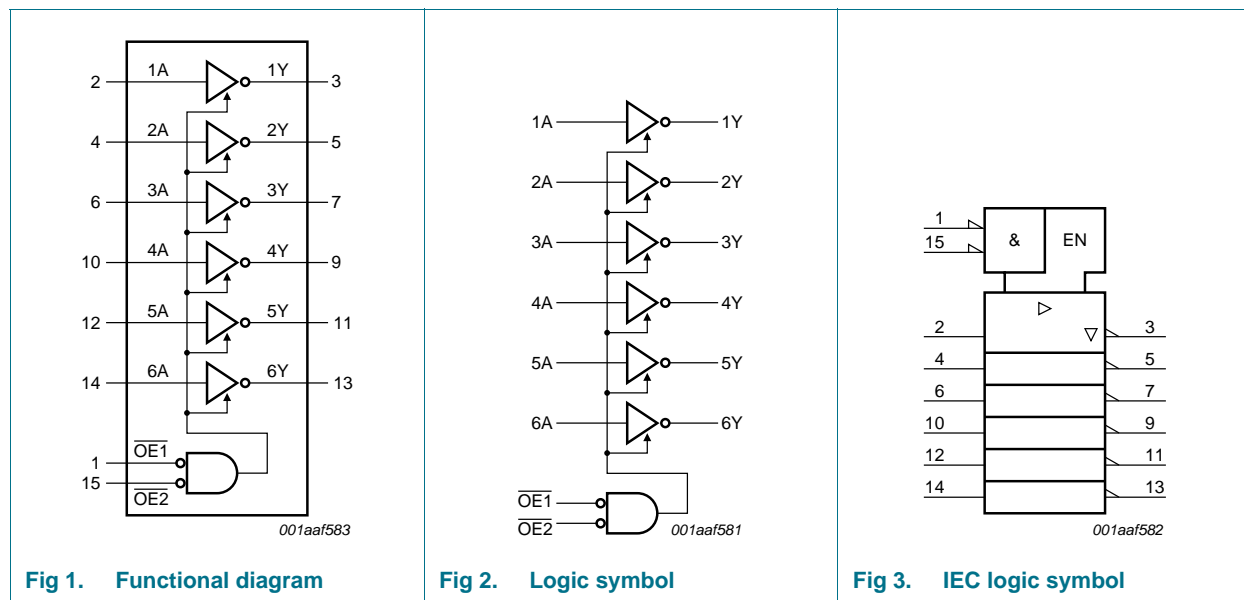 2 1A 1Y 3
4 2A 2Y 5
6 3A 3Y 7
10 4A 4Y 9
12 5A 5Y 11
14 6A 6Y 13
1 OE1
15 OE2
001aaf583
Fig 1. Functional diagram
1A 1Y
2A 2Y
3A 3Y
4A 4Y
5A 5Y
6A 6Y
OE1
OE2
001aaf581
Fig 2. Logic symbol
1
15
& EN
2 3
4 5
6 7
10 9
12 11
14 13
001aaf582
Fig 3. IEC logic symbol